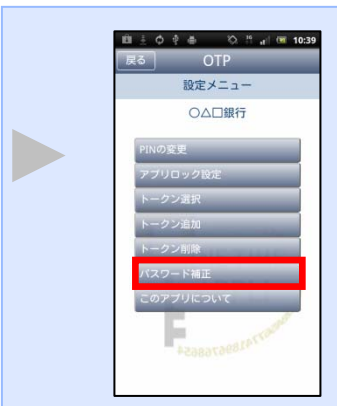 10:39
戻る OTP
設定メニュー
○△□銀行
PINの変更
アプリロック設定
トークン選択
トークン追加
トークン削除
パスワード補正
このアプリについて